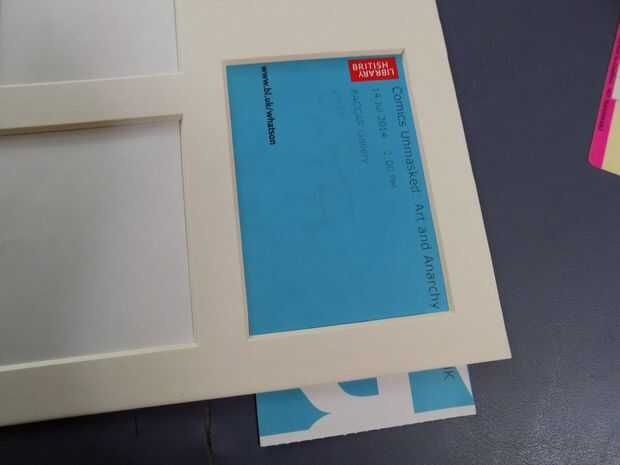 BRITISH
LIBRARY
Comics Unmasked Art and Anarchy
14 Jul 2014
PACCAR Gallery
www.bl.uk/whatson